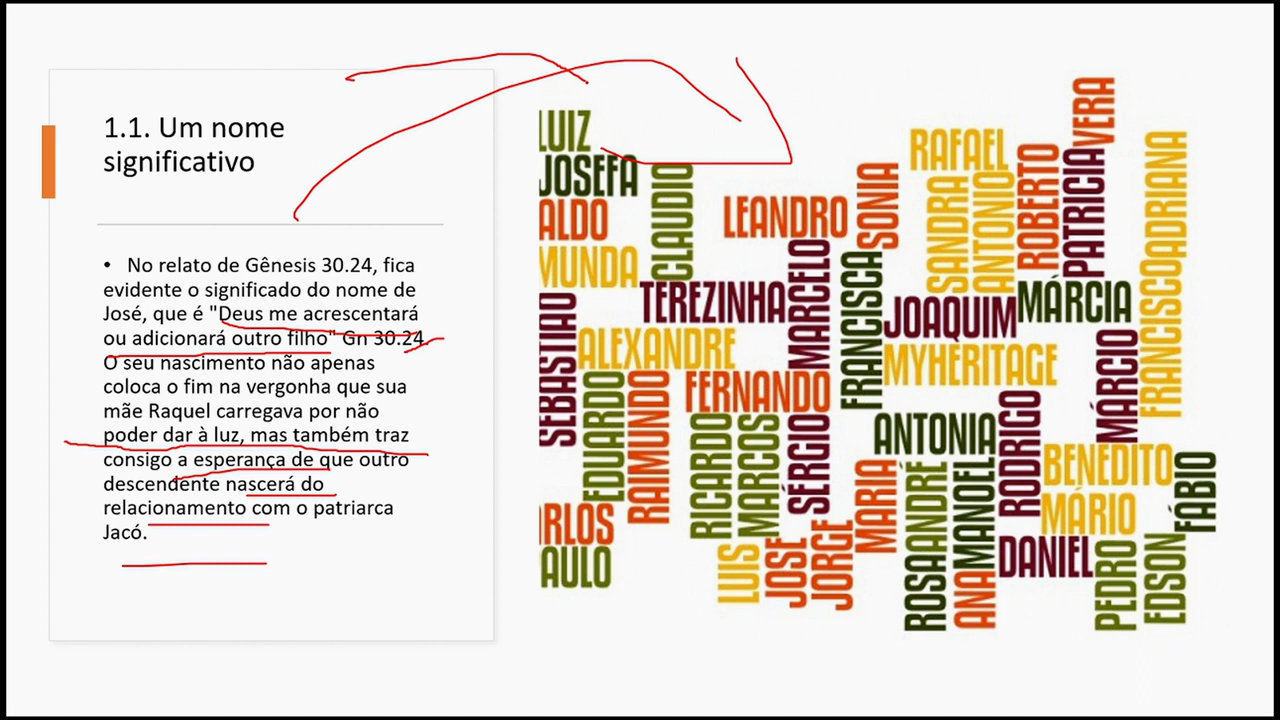 1.1. Um nome
significativo
• No relato de Gênesis 30.24, fica
evidente o significado do nome de
José, que é "Deus me acrescentará
ou adicionará outro filho" Gn 30.24.
O seu nascimento não apenas
coloca o fim na vergonha que sua
mãe Raquel carregava por não
poder dar à luz, mas também traz
consigo a esperança de que outro
descendente nascerá do
relacionamento com o patriarca
Jacó.
LUIZ
JOSEFA
ALDO
MUNDA
CLAUDIO
LEANDRO
SONIA
RAFAEL
SANDRA
ANTONIO
ROBERTO
PATRICIA
VERA
ADRIANA
TEREZINHA
MARCELO
FRANCISCA
JOAQUIM
MÁRCIA
FRANCISCO
SEBASTIAO
ALEXANDRE
MYHERITAGE
MÁRCIO
EDUARDO
RAIMUNDO
FERNANDO
RICARDO
MARCOS
SÉRGIO
ANTONIA
RODRIGO
BENEDITO
MÁRIO
FÁBIO
MARIA
ANDRÉ
MANOEL
ARLOS
AULO
LUIS
JOSE
JORGE
ROSA
ANA
DANIEL
PEDRO
EDSON